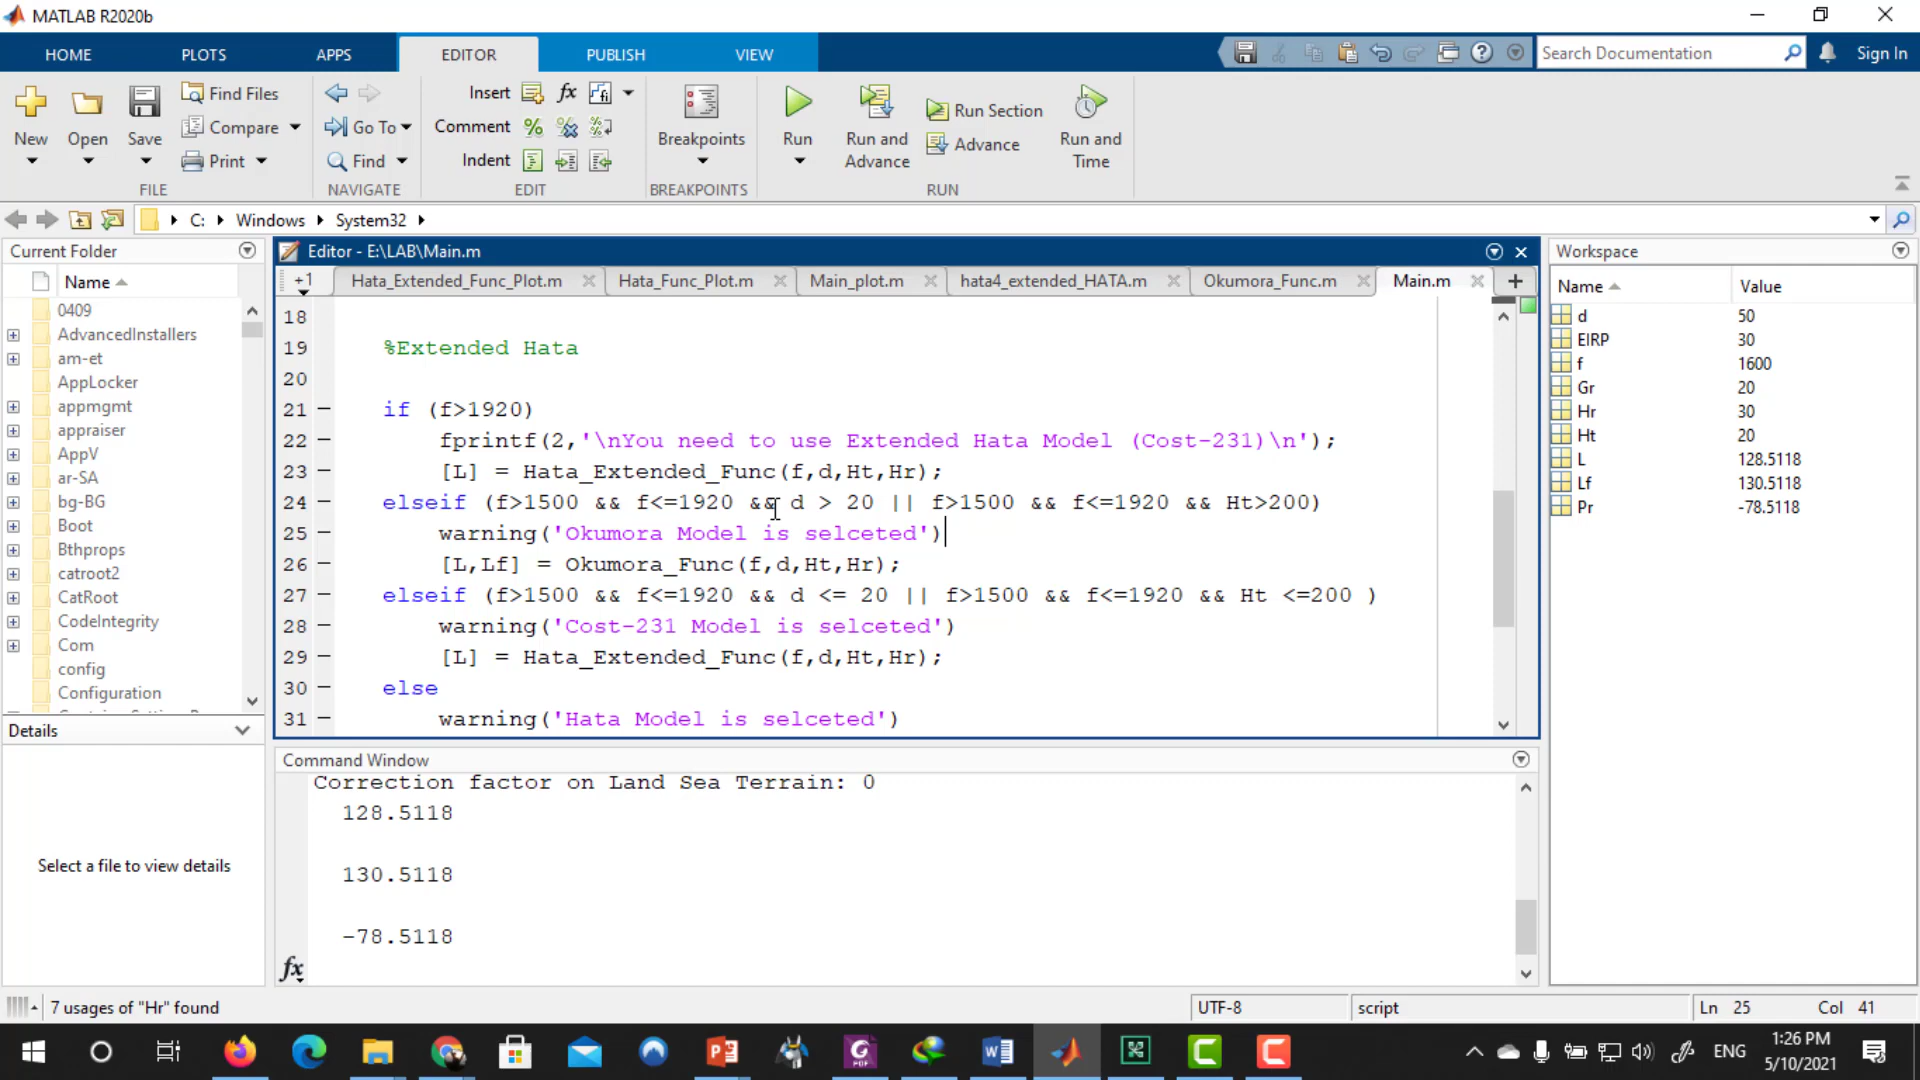 MATLAB R2020b
HOME PLOTS APPS EDITOR PUBLISH VIEW
Search Documentation
Sign In
New Open Save
Find Files
Compare
Print
FILE
Go To
Find
NAVIGATE
Insert
Comment
Indent
EDIT
Breakpoints
BREAKPOINTS
Run
Run and Advance
Run Section
Advance
Run and Time
RUN
C: Windows System32
Current Folder
Name
0409
AdvancedInstallers
am-et
AppLocker
appmgmt
appraiser
AppV
ar-SA
bg-BG
Boot
Bthprops
catroot2
CatRoot
CodeIntegrity
Com
config
Configuration
Details
Select a file to view details
Editor - E:\LAB\Main.m
+1 Hata_Extended_Func_Plot.m Hata_Func_Plot.m Main_plot.m hata4_extended_HATA.m Okumora_Func.m Main.m
18
19 %Extended Hata
20
21 if (f>1920)
22 fprintf(2,'\nYou need to use Extended Hata Model (Cost-231)\n');
23 [L] = Hata_Extended_Func(f,d,Ht,Hr);
24 elseif (f>1500 && f<=1920 && d > 20 || f>1500 && f<=1920 && Ht>200)
25 warning('Okumora Model is selceted')
26 [L,Lf] = Okumora_Func(f,d,Ht,Hr);
27 elseif (f>1500 && f<=1920 && d <= 20 || f>1500 && f<=1920 && Ht <=200 )
28 warning('Cost-231 Model is selceted')
29 [L] = Hata_Extended_Func(f,d,Ht,Hr);
30 else
31 warning('Hata Model is selceted')
Command Window
Correction factor on Land Sea Terrain: 0
128.5118
130.5118
-78.5118
fx
Workspace
Name Value
d 50
EIRP 30
f 1600
Gr 20
Hr 30
Ht 20
L 128.5118
Lf 130.5118
Pr -78.5118
7 usages of "Hr" found
UTF-8
script
Ln 25 Col 41
ENG
1:26 PM
5/10/2021